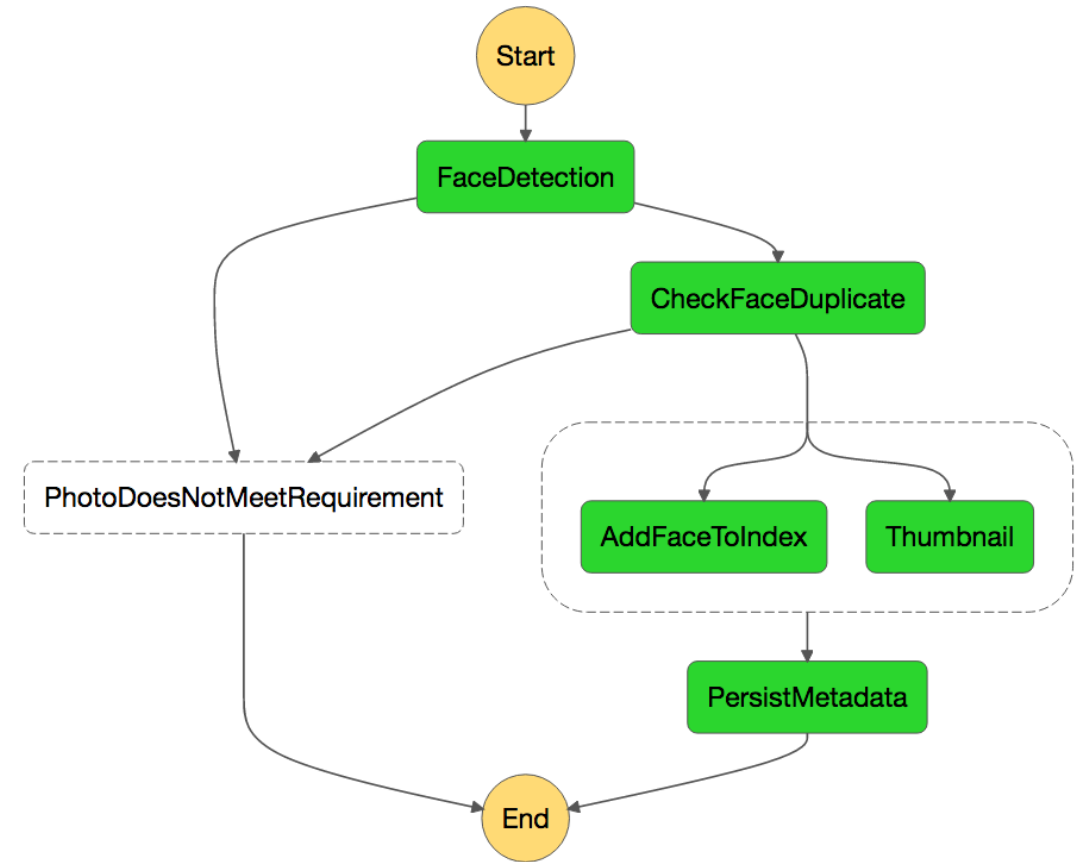 Start
FaceDetection
CheckFaceDuplicate
PhotoDoesNotMeetRequirement
AddFaceToIndex
Thumbnail
PersistMetadata
End